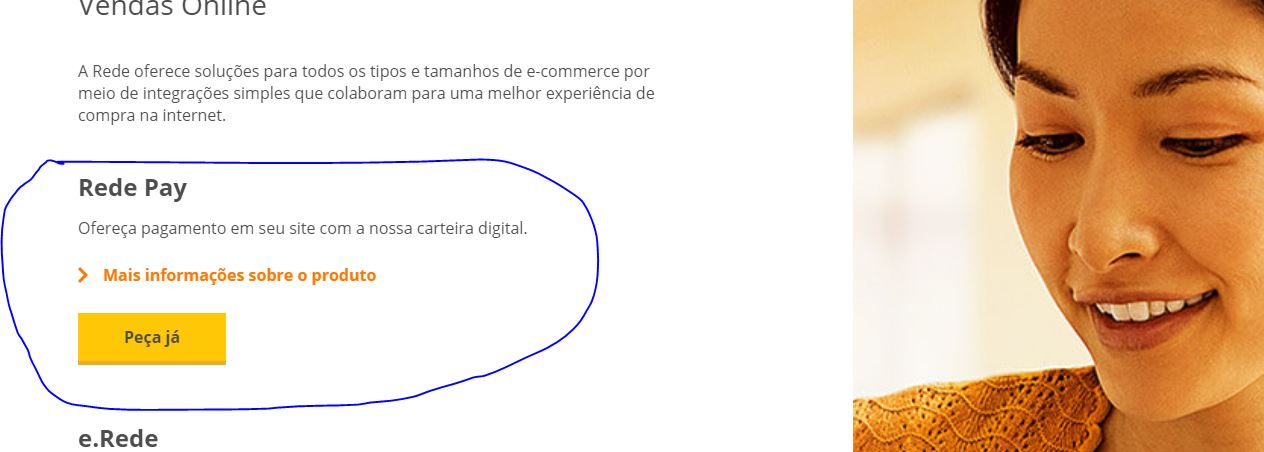 Vendas Online
A Rede oferece soluções para todos os tipos e tamanhos de e-commerce por
meio de integrações simples que colaboram para uma melhor experiência de
compra na internet.
Rede Pay
Ofereça pagamento em seu site com a nossa carteira digital.
Mais informações sobre o produto
Peça já
e.Rede